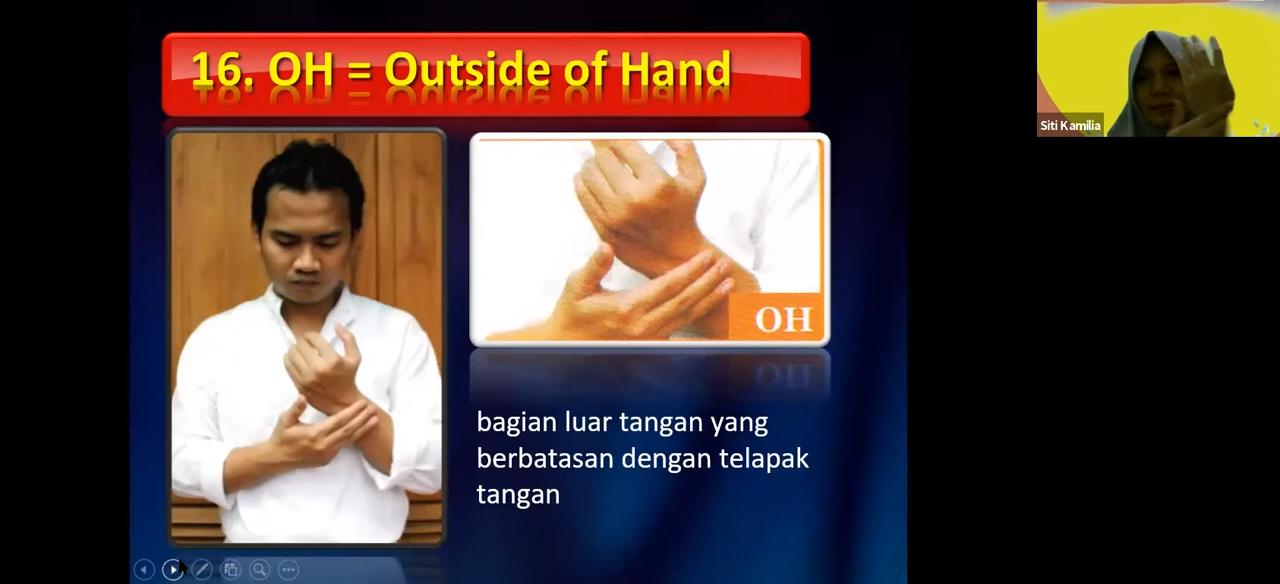 16. OH = Outside of Hand
Siti Kamilia
OH
bagian luar tangan yang
berbatasan dengan telapak
tangan